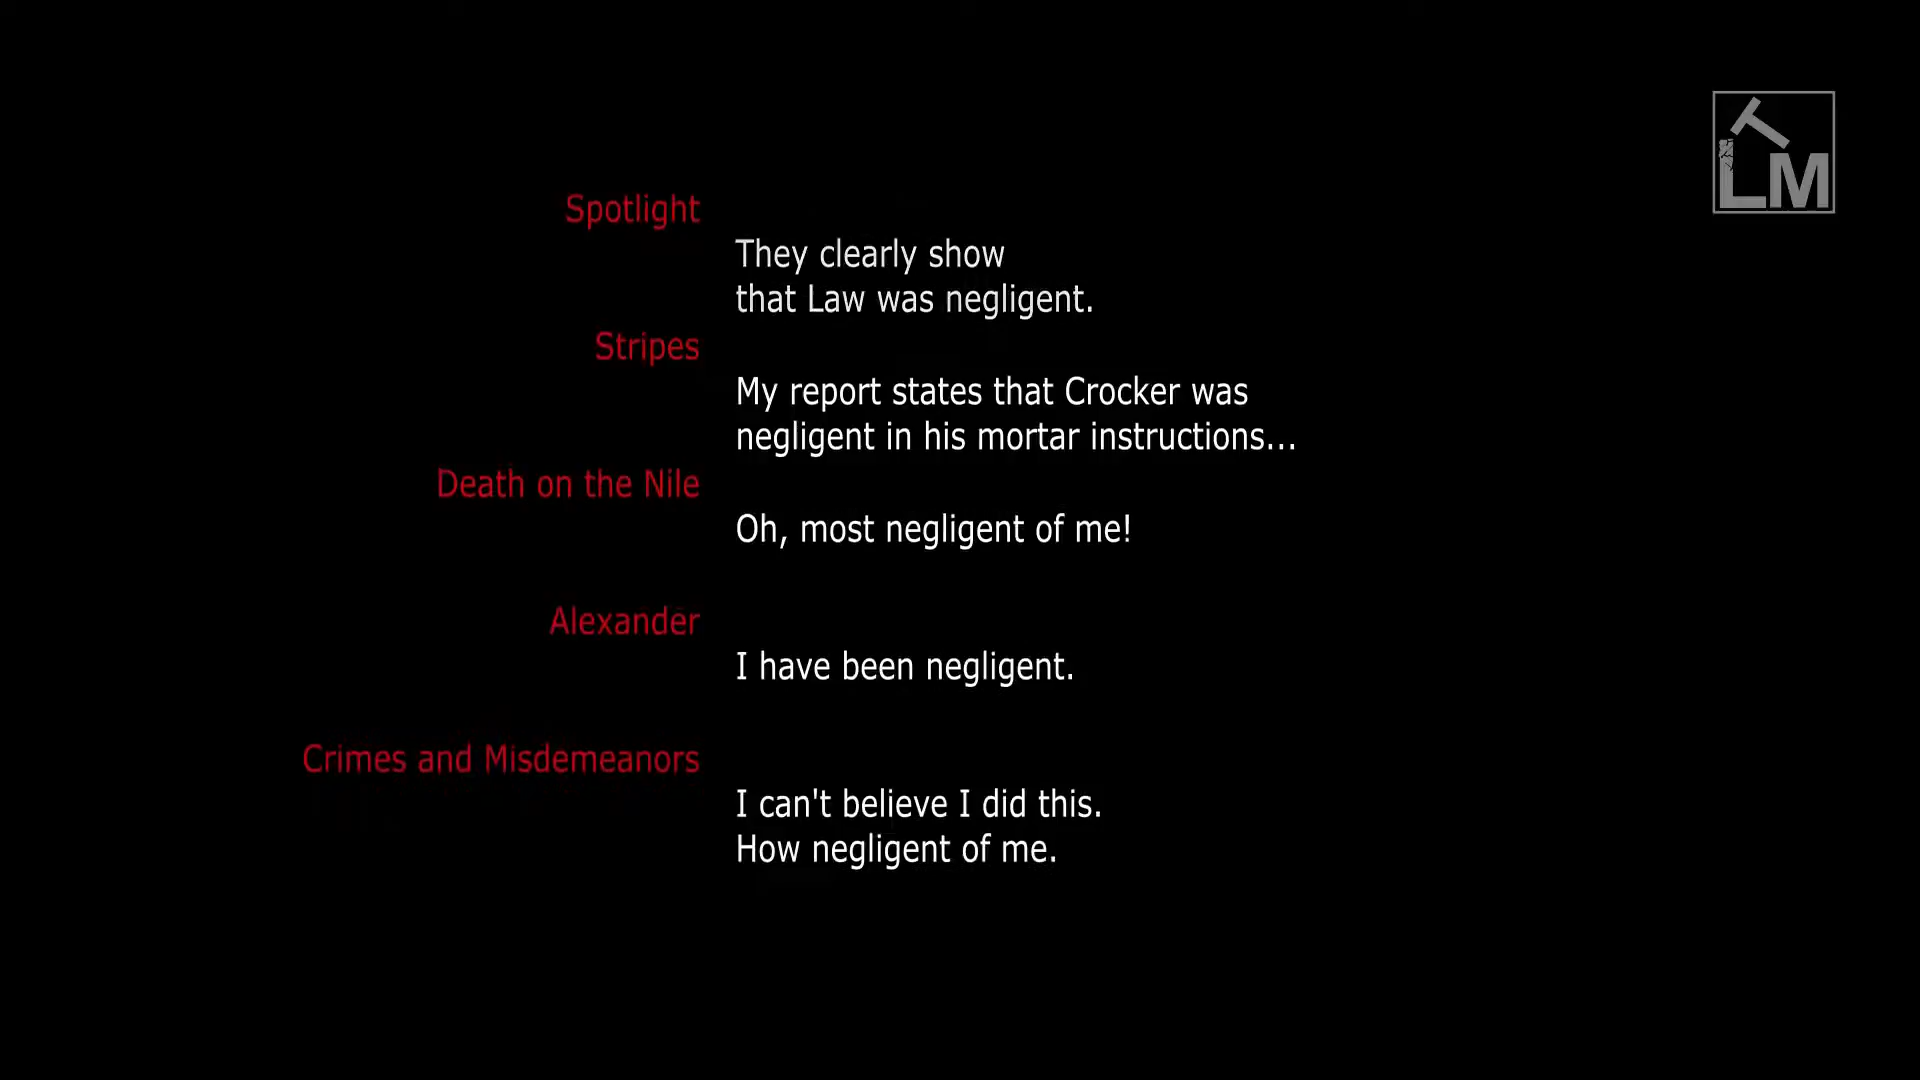 Spotlight
They clearly show
that Law was negligent.
Stripes
My report states that Crocker was
negligent in his mortar instructions...
Death on the Nile
Oh, most negligent of me!
Alexander
I have been negligent.
Crimes and Misdemeanors
I can't believe I did this.
How negligent of me.
TLM